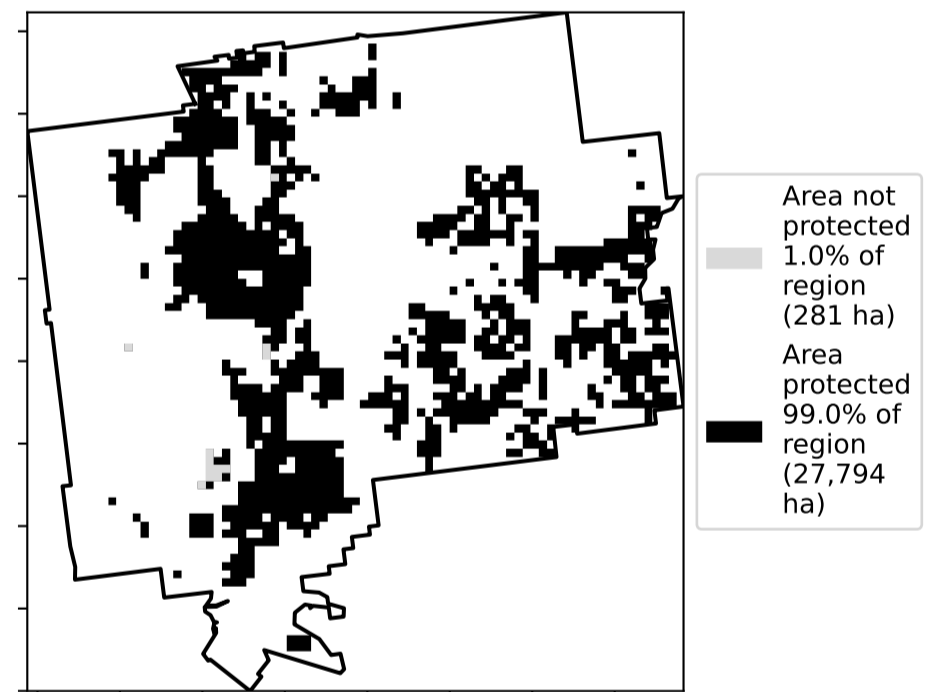 Area not
protected
1.0% of
region
(281 ha)
Area
protected
99.0% of
region
(27,794
ha)